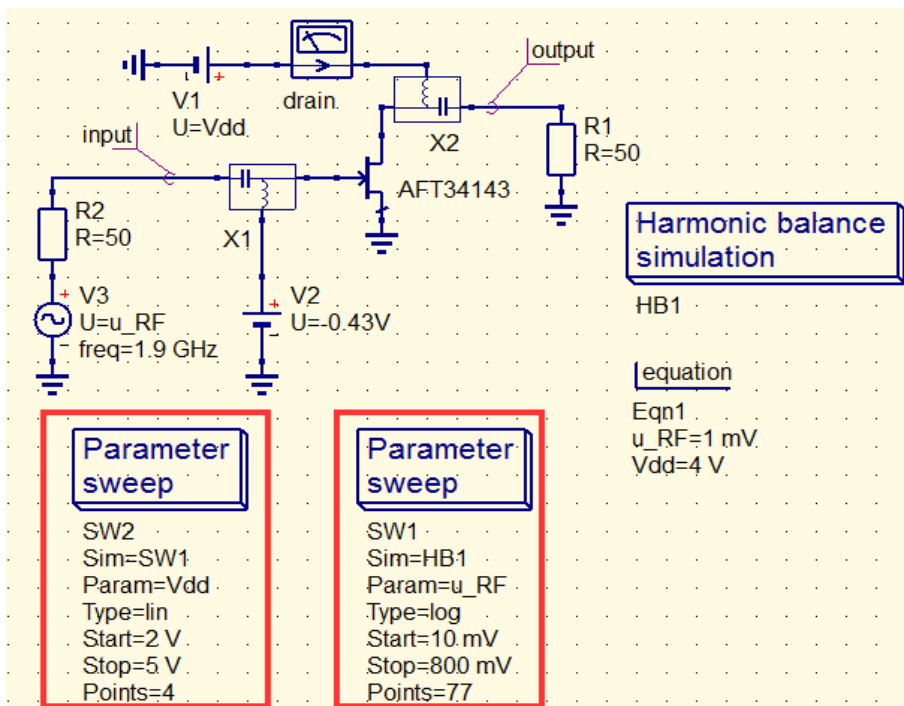 output
V1
U=Vdd
drain
X2
R1
R=50
input
AFT34143
R2
R=50
X1
V3
U=u_RF
freq=1.9 GHz
V2
U=-0.43V
Harmonic balance
simulation
HB1
equation
Eqn1
u_RF=1 mV
Vdd=4 V
Parameter
sweep
SW2
Sim=SW1
Param=Vdd
Type=lin
Start=2 V
Stop=5 V
Points=4
Parameter
sweep
SW1
Sim=HB1
Param=u_RF
Type=log
Start=10 mV
Stop=800 mV
Points=77